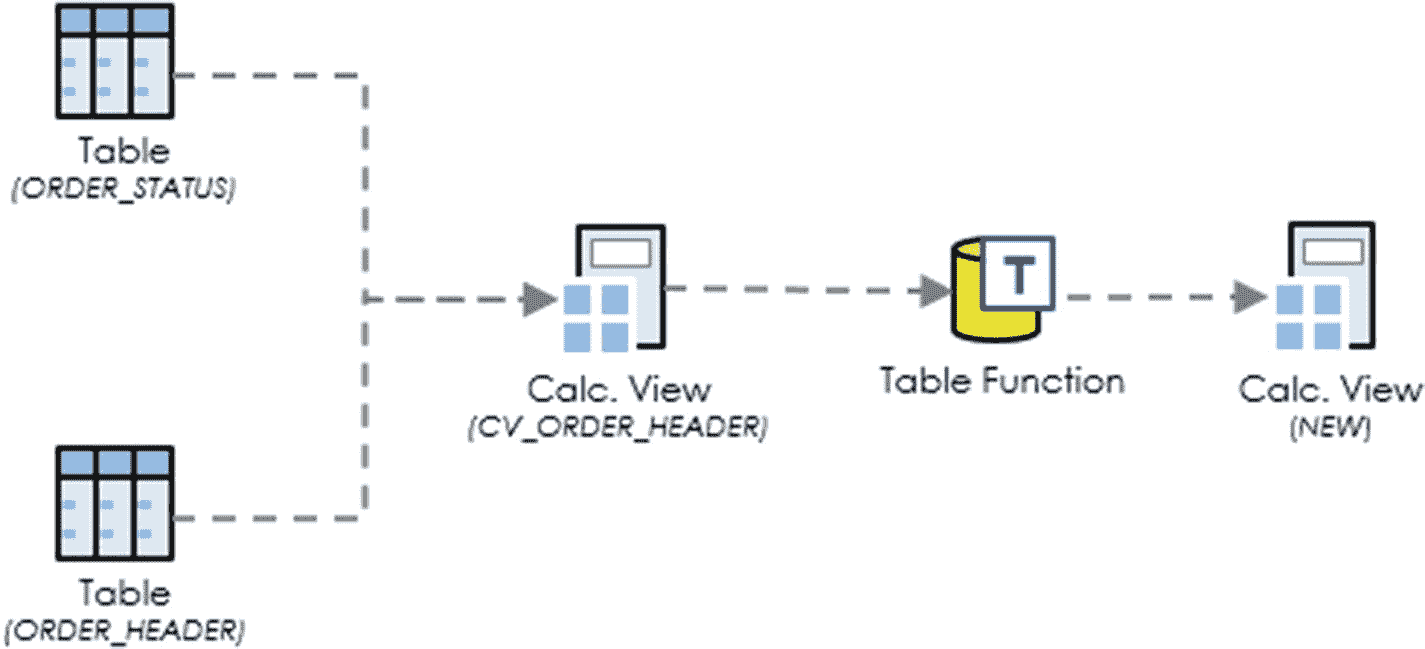 Table
(ORDER_STATUS)
T
Calc. View
(CV_ORDER_HEADER)
Table Function
Calc. View
(NEW)
Table
(ORDER_HEADER)